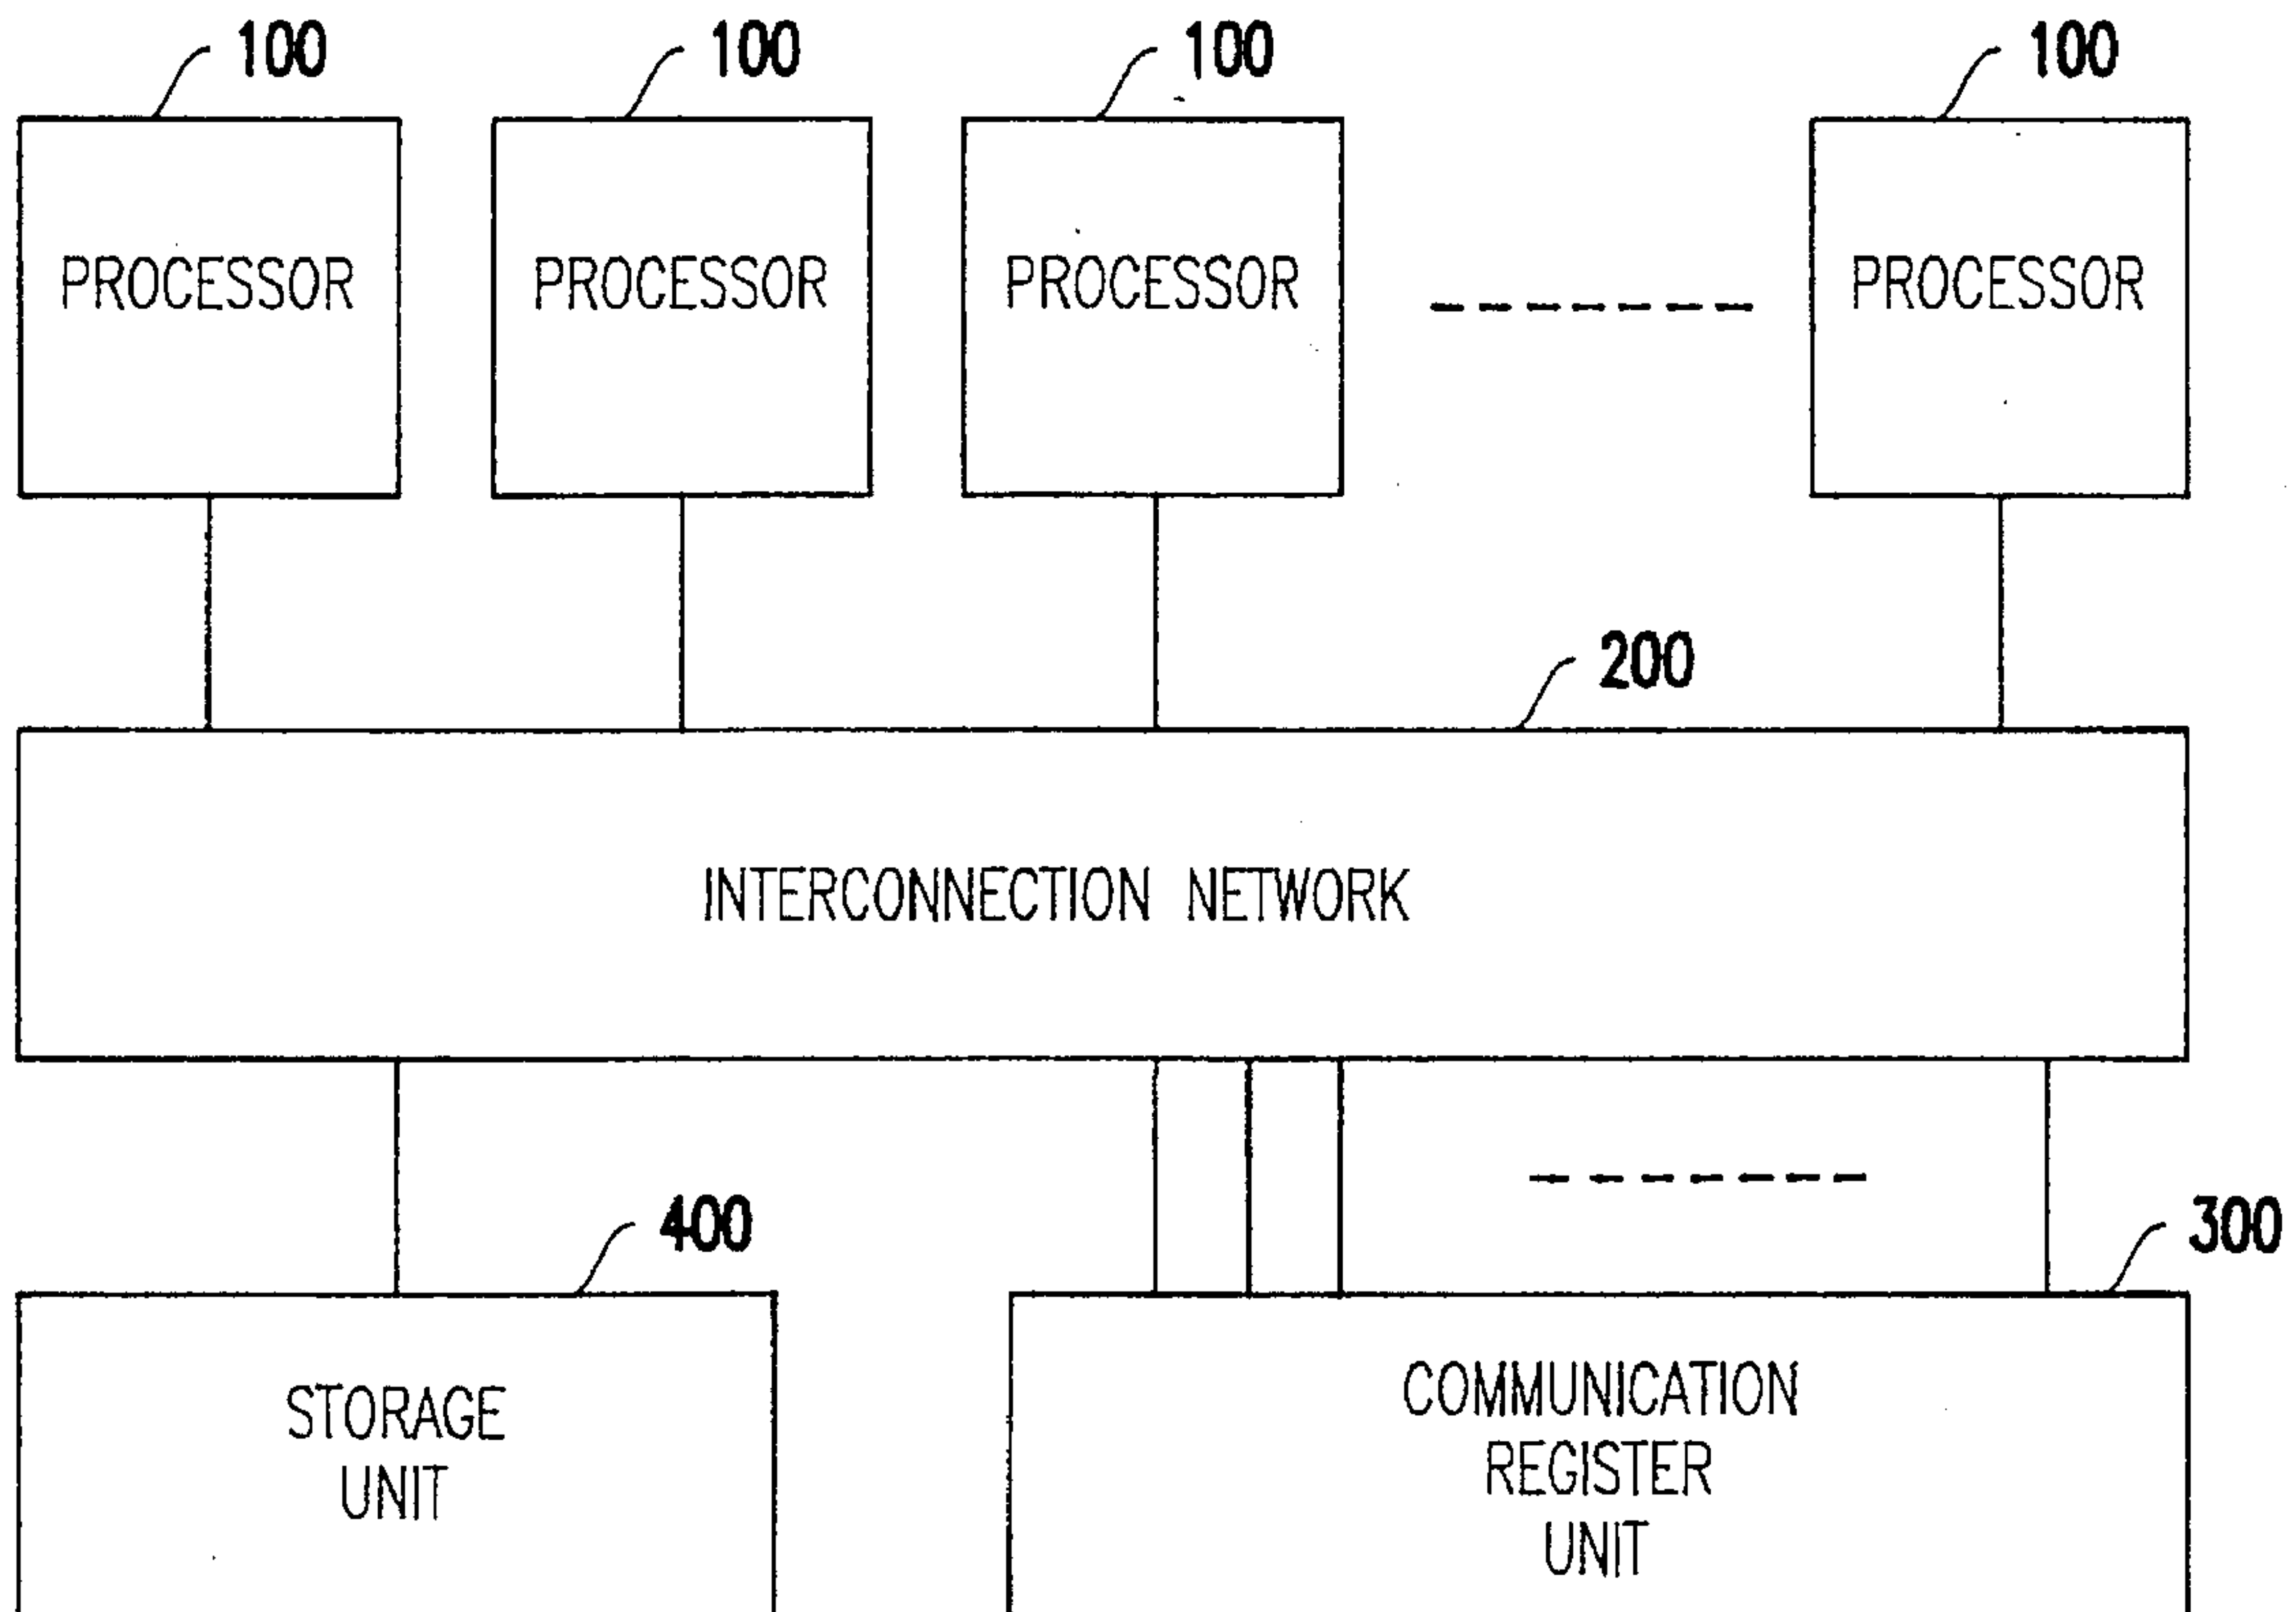 100 100 100 100
PROCESSOR PROCESSOR PROCESSOR PROCESSOR
200
INTERCONNECTION NETWORK
400 300
STORAGE
UNIT
COMMUNICATION
REGISTER
UNIT